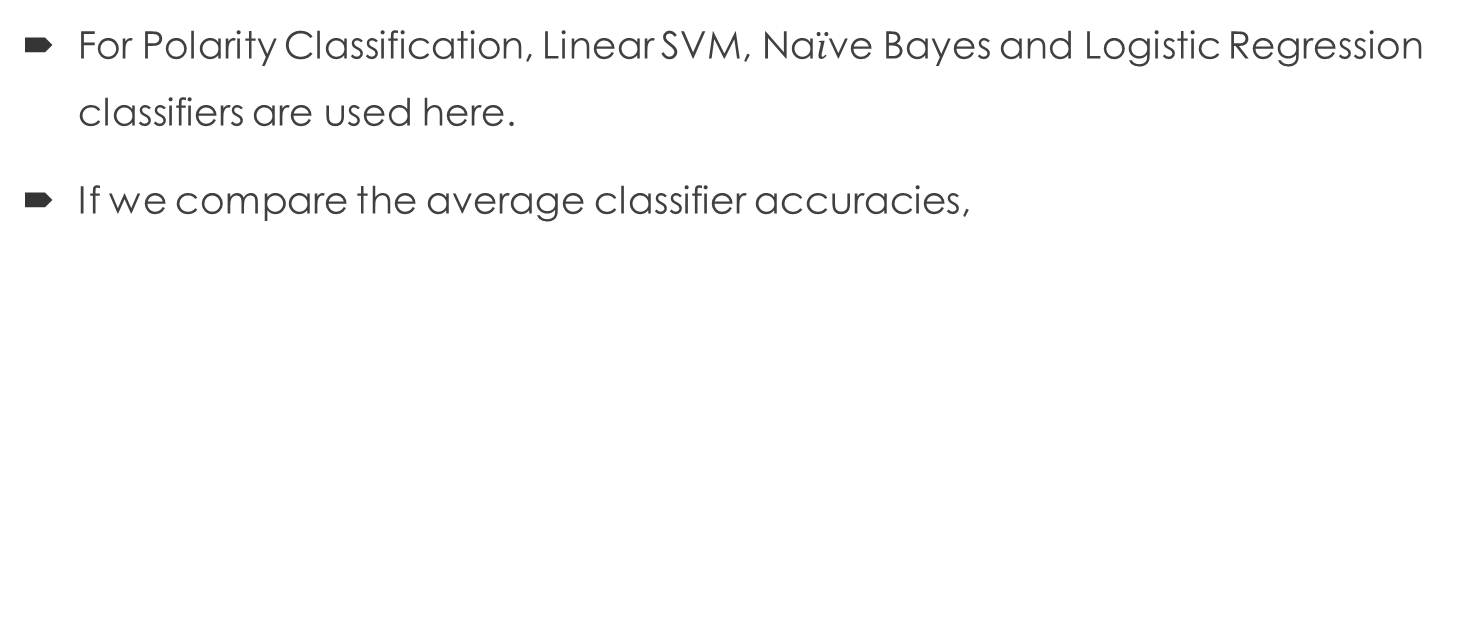 For Polarity Classification, Linear SVM, Naïve Bayes and Logistic Regression
classifiers are used here.
If we compare the average classifier accuracies,